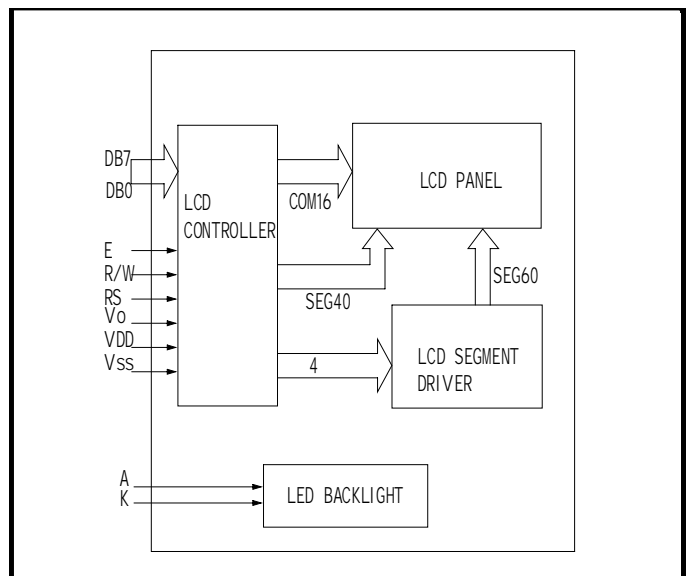 DB7
DB0
E
R/W
RS
Vo
VDD
Vss
LCD
CONTROLLER
COM16
LCD PANEL
SEG40
SEG60
4
LCD SEGMENT
DRIVER
A
K
LED BACKLIGHT